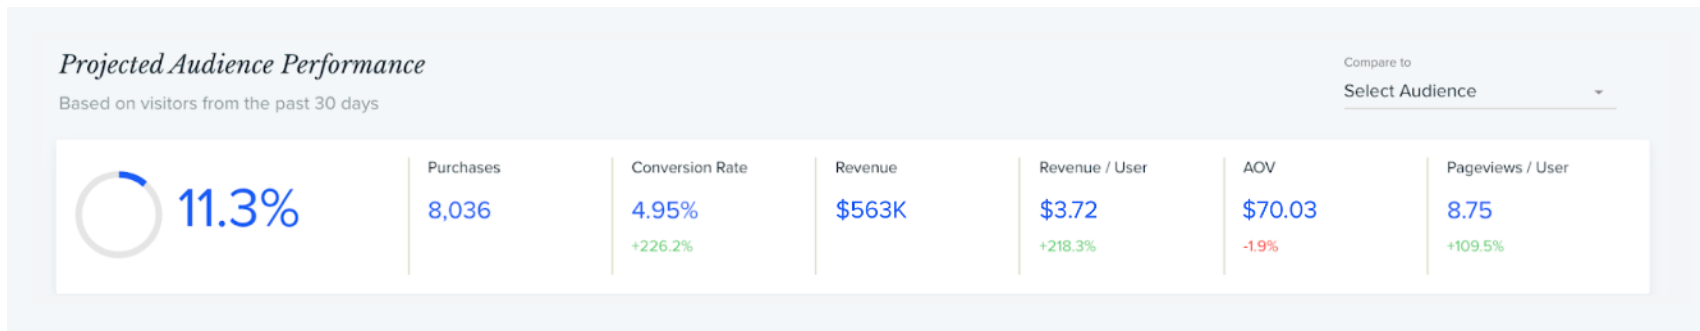 Projected Audience Performance
Based on visitors from the past 30 days
Compare to
Select Audience
11.3%
Purchases
8,036
Conversion Rate
4.95%
+226.2%
Revenue
$563K
Revenue / User
$3.72
+218.3%
AOV
$70.03
-1.9%
Pageviews / User
8.75
+109.5%